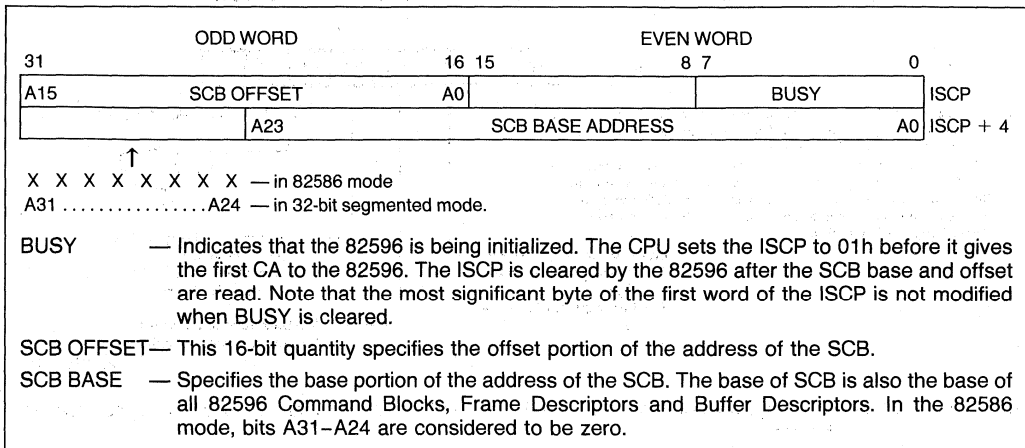 ODD WORD EVEN WORD
31 16 15 8 7 0
A15 SCB OFFSET A0 BUSY ISCP
A23 SCB BASE ADDRESS A0 ISCP + 4
↑
X X X X X X X X — in 82586 mode
A31 ................A24 — in 32-bit segmented mode.
BUSY — Indicates that the 82596 is being initialized. The CPU sets the ISCP to 01h before it gives
the first CA to the 82596. The ISCP is cleared by the 82596 after the SCB base and offset
are read. Note that the most significant byte of the first word of the ISCP is not modified
when BUSY is cleared.
SCB OFFSET— This 16-bit quantity specifies the offset portion of the address of the SCB.
SCB BASE — Specifies the base portion of the address of the SCB. The base of SCB is also the base of
all 82596 Command Blocks, Frame Descriptors and Buffer Descriptors. In the 82586
mode, bits A31–A24 are considered to be zero.